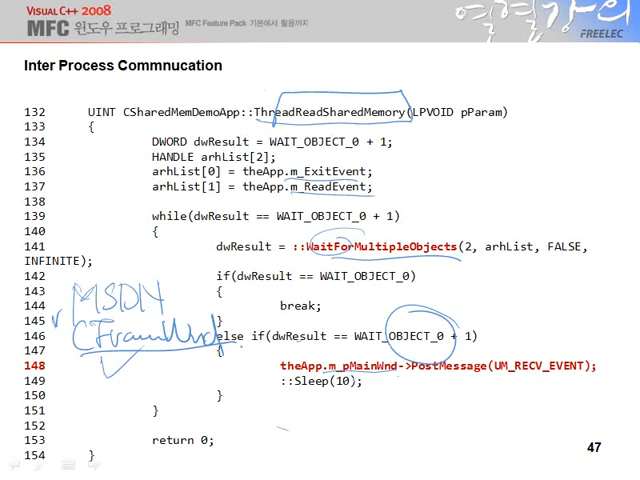 VISUAL C++ 2008
MFC 윈도우 프로그래밍 MFC Feature Pack 기본에서 활용까지
열혈강의
FREELEC
Inter Process Commnucation
132 UINT CSharedMemDemoApp::ThreadReadSharedMemory(LPVOID pParam)
133 {
134 DWORD dwResult = WAIT_OBJECT_0 + 1;
135 HANDLE arhList[2];
136 arhList[0] = theApp.m_ExitEvent;
137 arhList[1] = theApp.m_ReadEvent;
138
139 while(dwResult == WAIT_OBJECT_0 + 1)
140 {
141 dwResult = ::WaitForMultipleObjects(2, arhList, FALSE,
INFINITE);
142 if(dwResult == WAIT_OBJECT_0)
143 {
144 break;
145 }
146 else if(dwResult == WAIT_OBJECT_0 + 1)
147 {
148 theApp.m_pMainWnd->PostMessage(UM_RECV_EVENT);
149 ::Sleep(10);
150 }
151 }
152
153 return 0;
154 }
MSDN
CFrameWnd
47